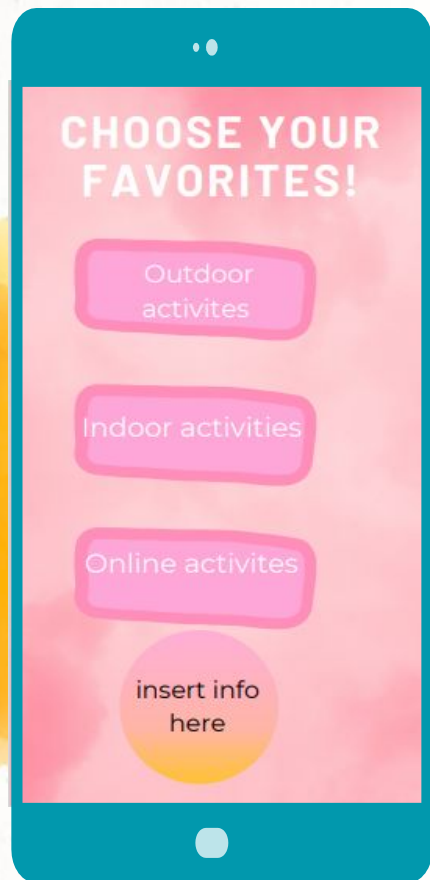 CHOOSE YOUR
FAVORITES!
Outdoor
activites
Indoor activities
Online activites
insert info
here